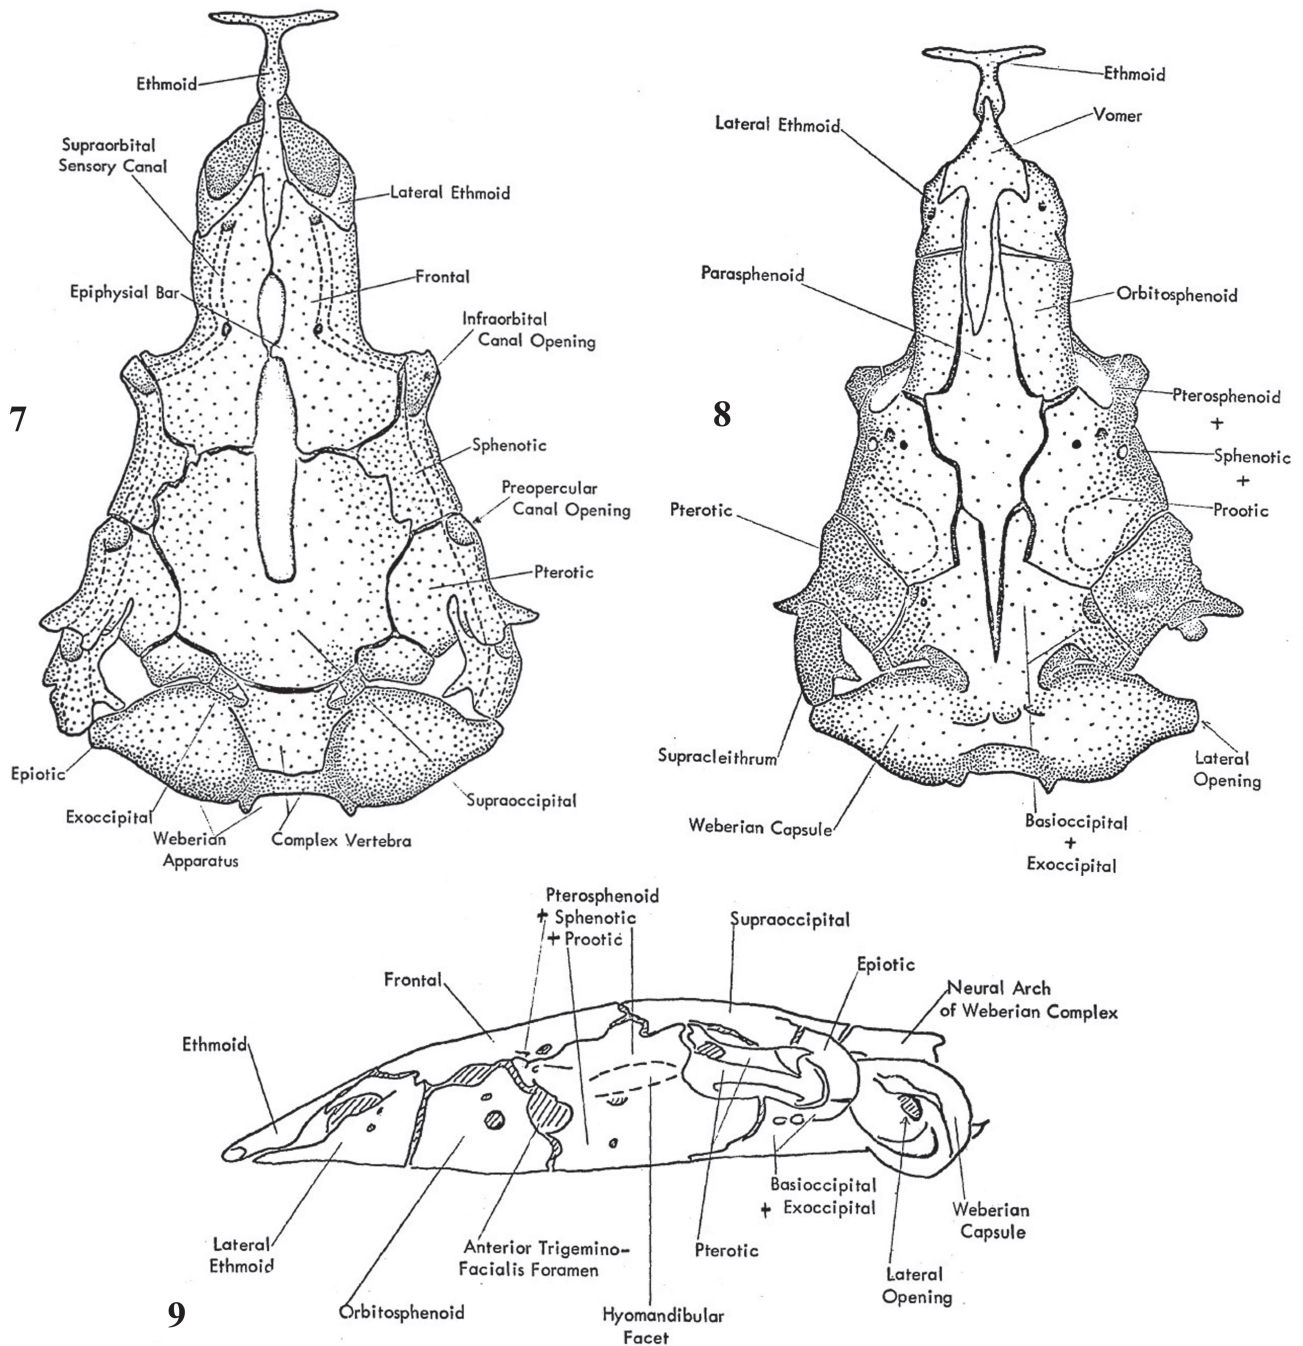 Ethmoid
Supraorbital
Sensory Canal
Lateral Ethmoid
Frontal
Epiphysial Bar
Infraorbital
Canal Opening
7
Sphenotic
Preopercular
Canal Opening
Pterotic
Epiotic
Exoccipital
Supraoccipital
Weberian
Apparatus
Complex Vertebra
Ethmoid
Vomer
Lateral Ethmoid
Parasphenoid
Orbitosphenoid
8
Pterosphenoid
+
Sphenotic
+
Prootic
Pterotic
Supracleithrum
Lateral
Opening
Weberian Capsule
Basioccipital
+
Exoccipital
Pterosphenoid
+ Sphenotic
+ Prootic
Supraoccipital
Frontal
Epiotic
Neural Arch
of Weberian Complex
Ethmoid
Basioccipital
+ Exoccipital
Weberian
Capsule
Lateral
Ethmoid
Anterior Trigemino-
Facialis Foramen
Pterotic
Lateral
Opening
Orbitosphenoid
Hyomandibular
Facet
9